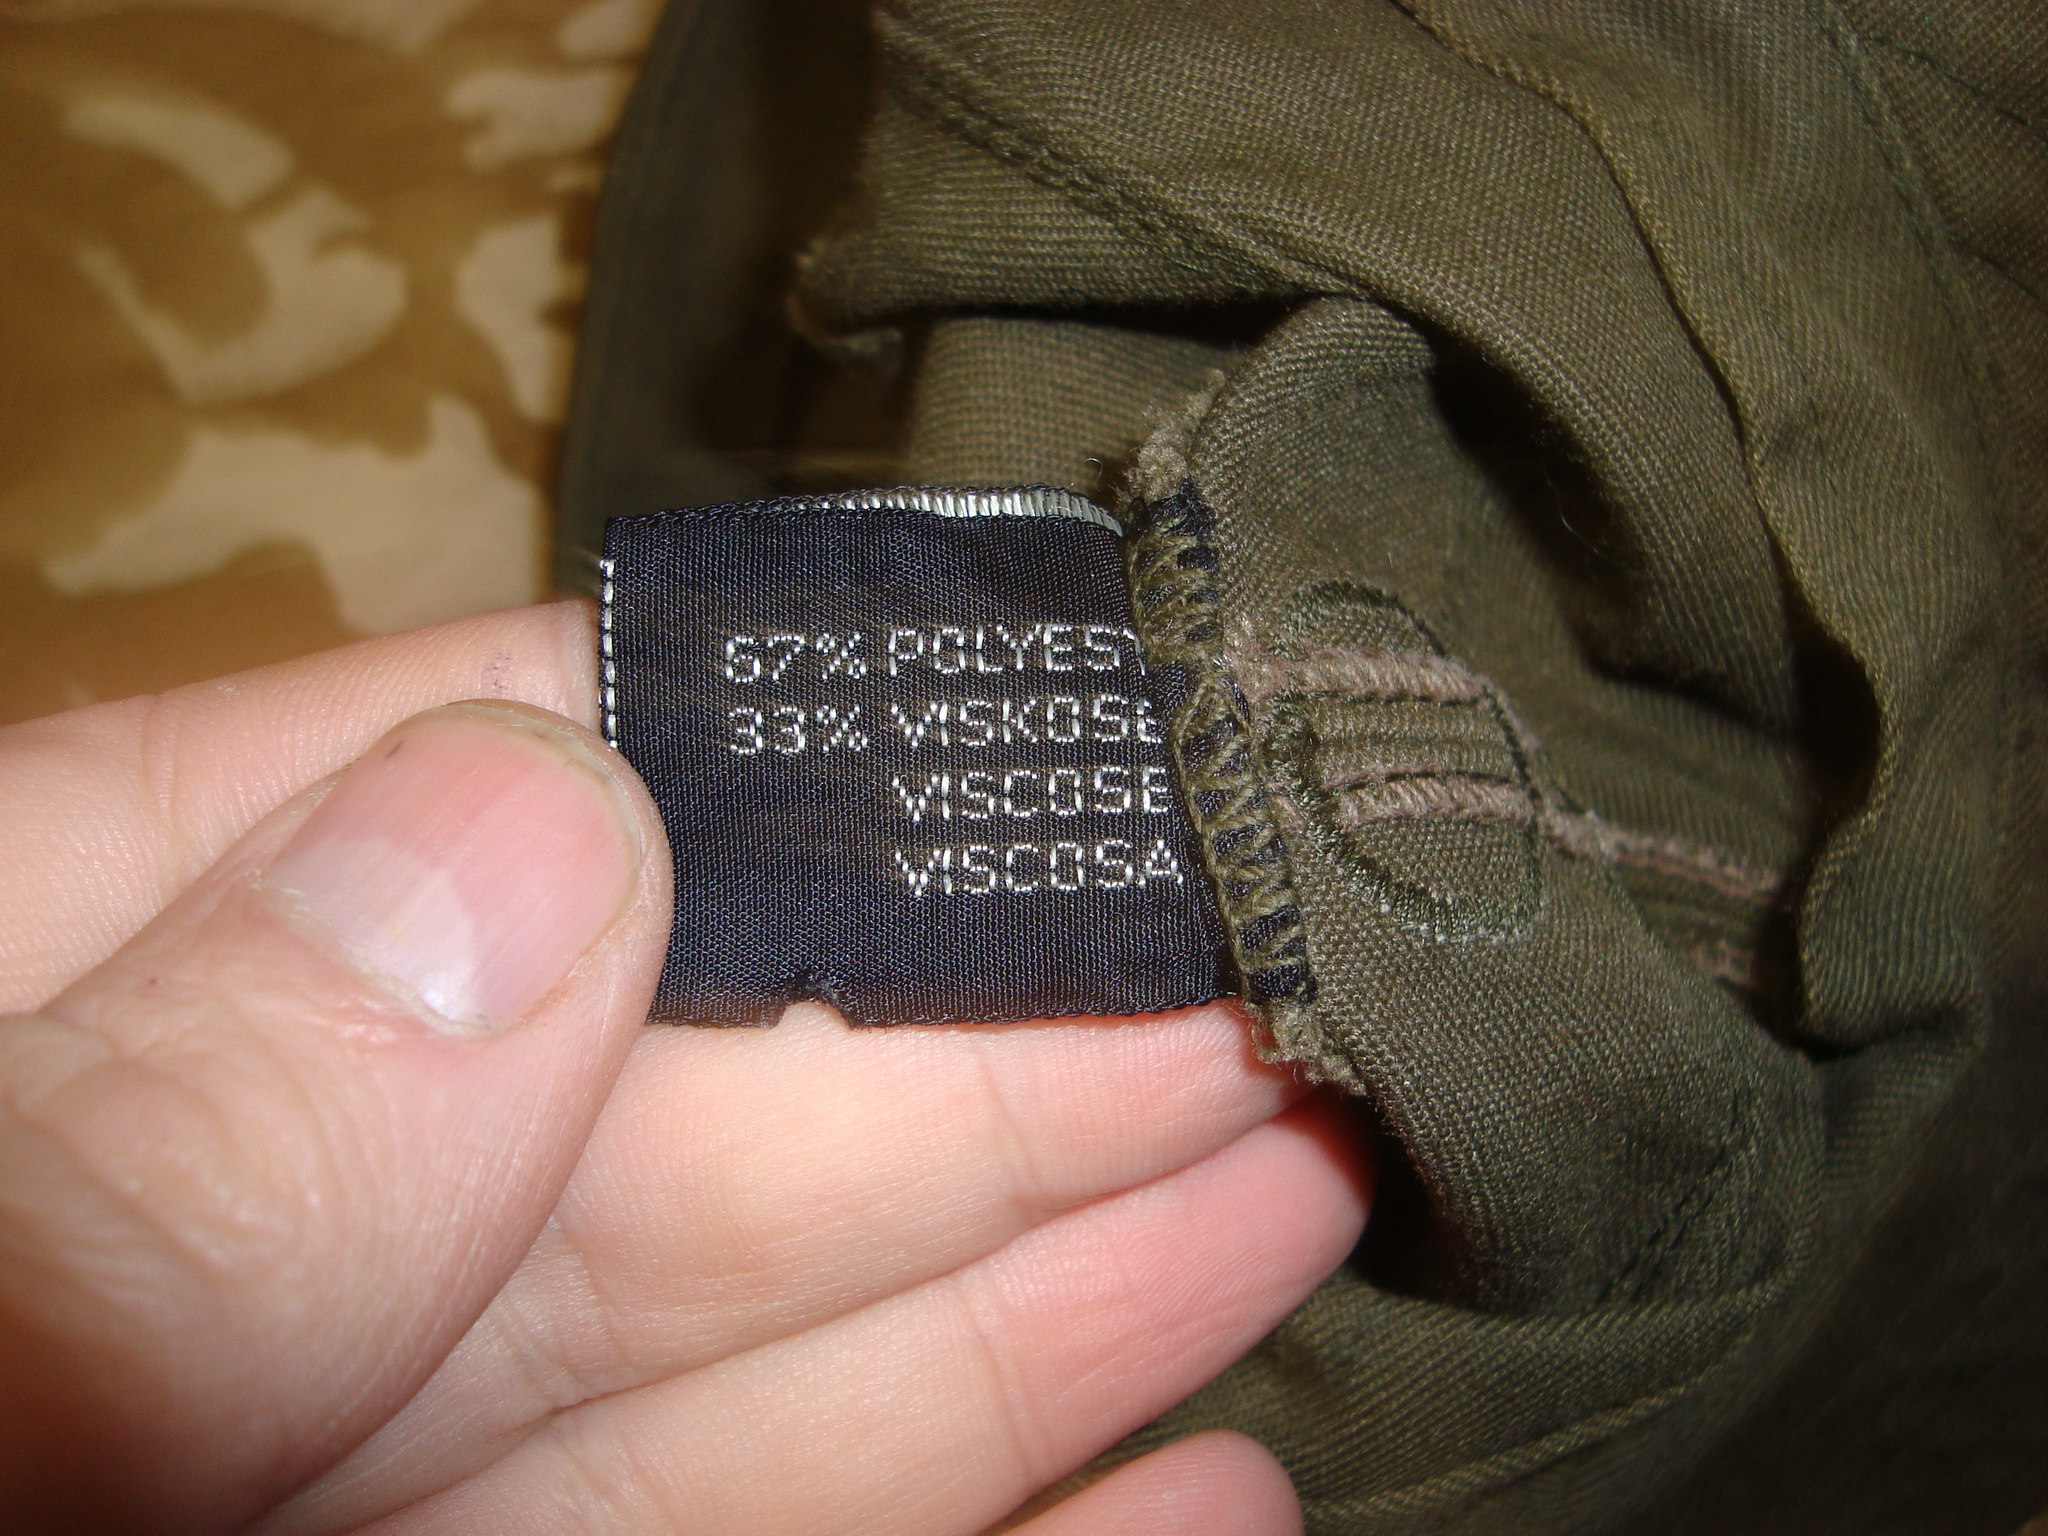 67% POLYEST
33% VISKOSE
VISCOSE
VISCOSA